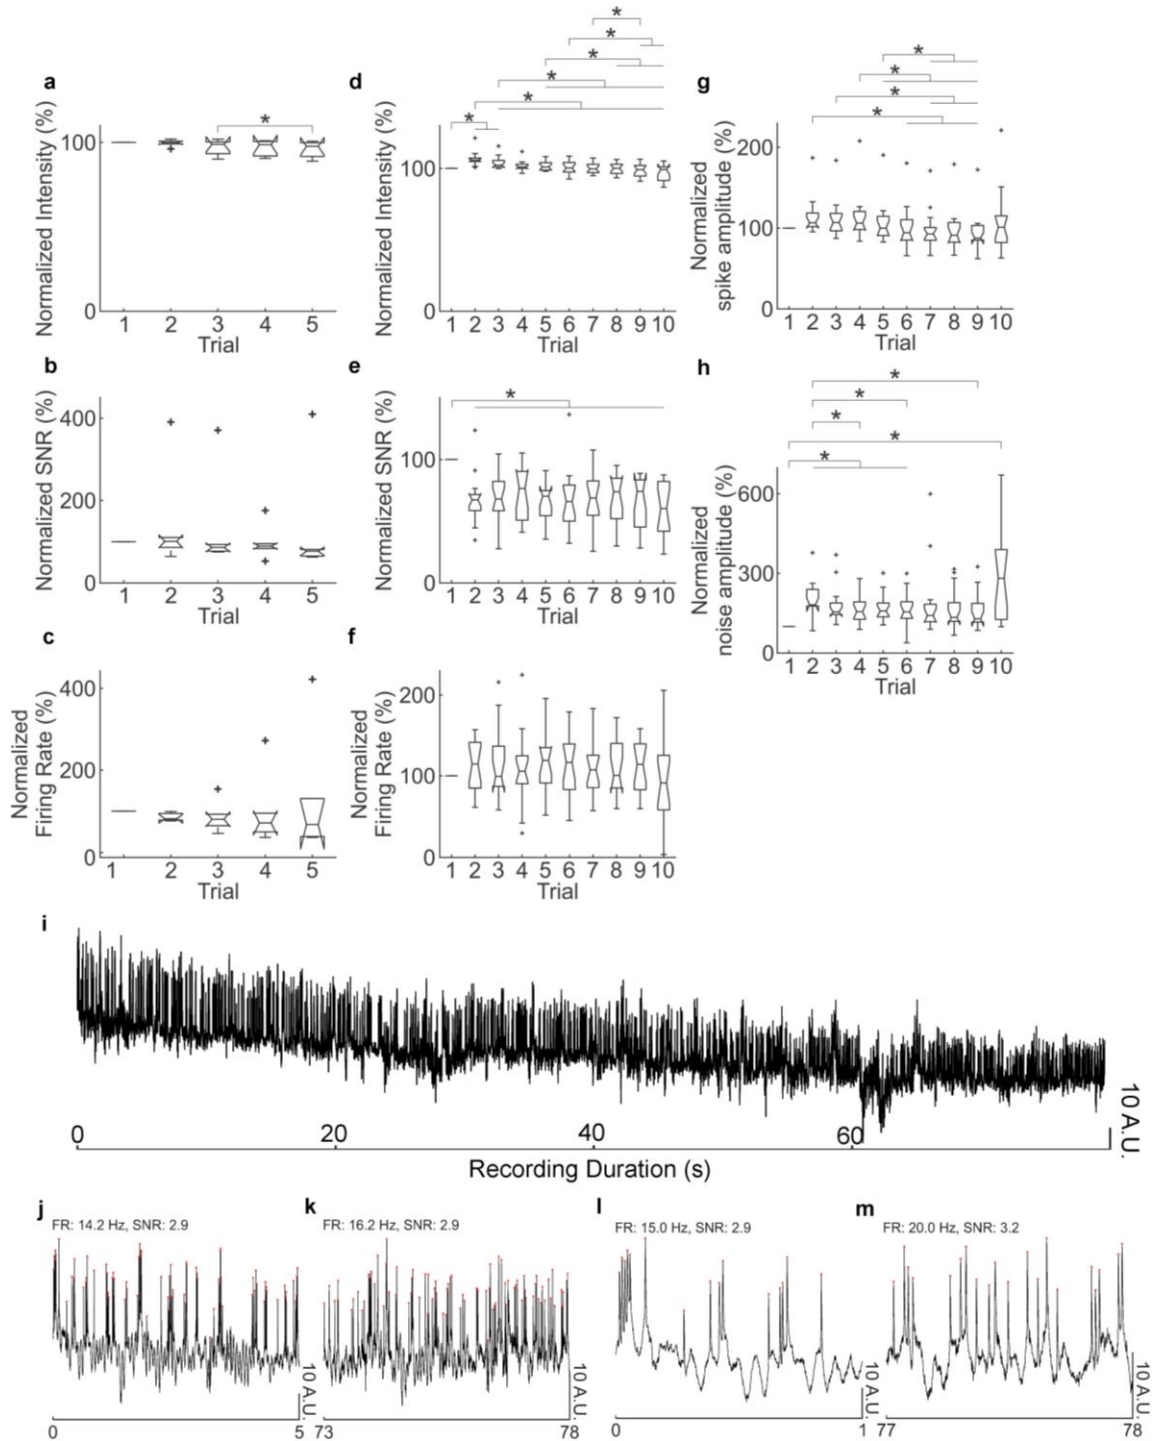 a
*
Normalized Intensity (%)
100
0
1 2 3 4 5
Trial
d
*
*
*
*
*
*
Normalized Intensity (%)
100
0
1 2 3 4 5 6 7 8 9 10
Trial
g
*
*
*
*
Normalized
spike amplitude (%)
200
100
0
1 2 3 4 5 6 7 8 9 10
Trial
b
Normalized SNR (%)
400
200
0
1 2 3 4 5
Trial
e
*
Normalized SNR (%)
100
0
1 2 3 4 5 6 7 8 9 10
Trial
h
*
*
*
*
*
Normalized
noise amplitude (%)
600
300
0
1 2 3 4 5 6 7 8 9 10
Trial
c
Normalized
Firing Rate (%)
400
200
0
1 2 3 4 5
Trial
f
Normalized
Firing Rate (%)
200
100
0
1 2 3 4 5 6 7 8 9 10
Trial
i
0 20 40 60
10 A.U.
Recording Duration (s)
j
FR: 14.2 Hz, SNR: 2.9
10 A.U.
0 5
k
FR: 16.2 Hz, SNR: 2.9
10 A.U.
73 78
l
FR: 15.0 Hz, SNR: 2.9
10 A.U.
0 1
m
FR: 20.0 Hz, SNR: 3.2
10 A.U.
77 78